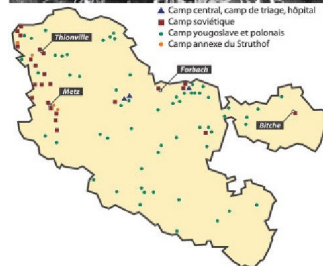 Camp central, camp de triage, hôpital
Camp soviétique
Camp yougoslave et polonais
Camp annexe du Struthof
Thionville
Metz
Forbach
Bitche